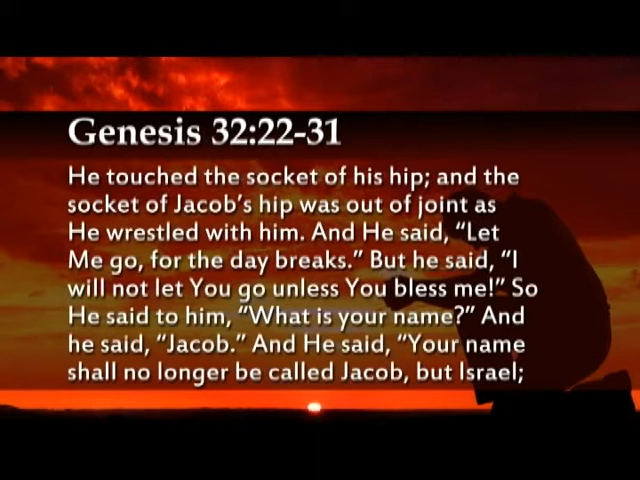 Genesis 32:22-31
He touched the socket of his hip; and the
socket of Jacob's hip was out of joint as
He wrestled with him. And He said, “Let
Me go, for the day breaks.” But he said, “I
will not let You go unless You bless me!” So
He said to him, “What is your name?” And
he said, “Jacob.” And He said, “Your name
shall no longer be called Jacob, but Israel;